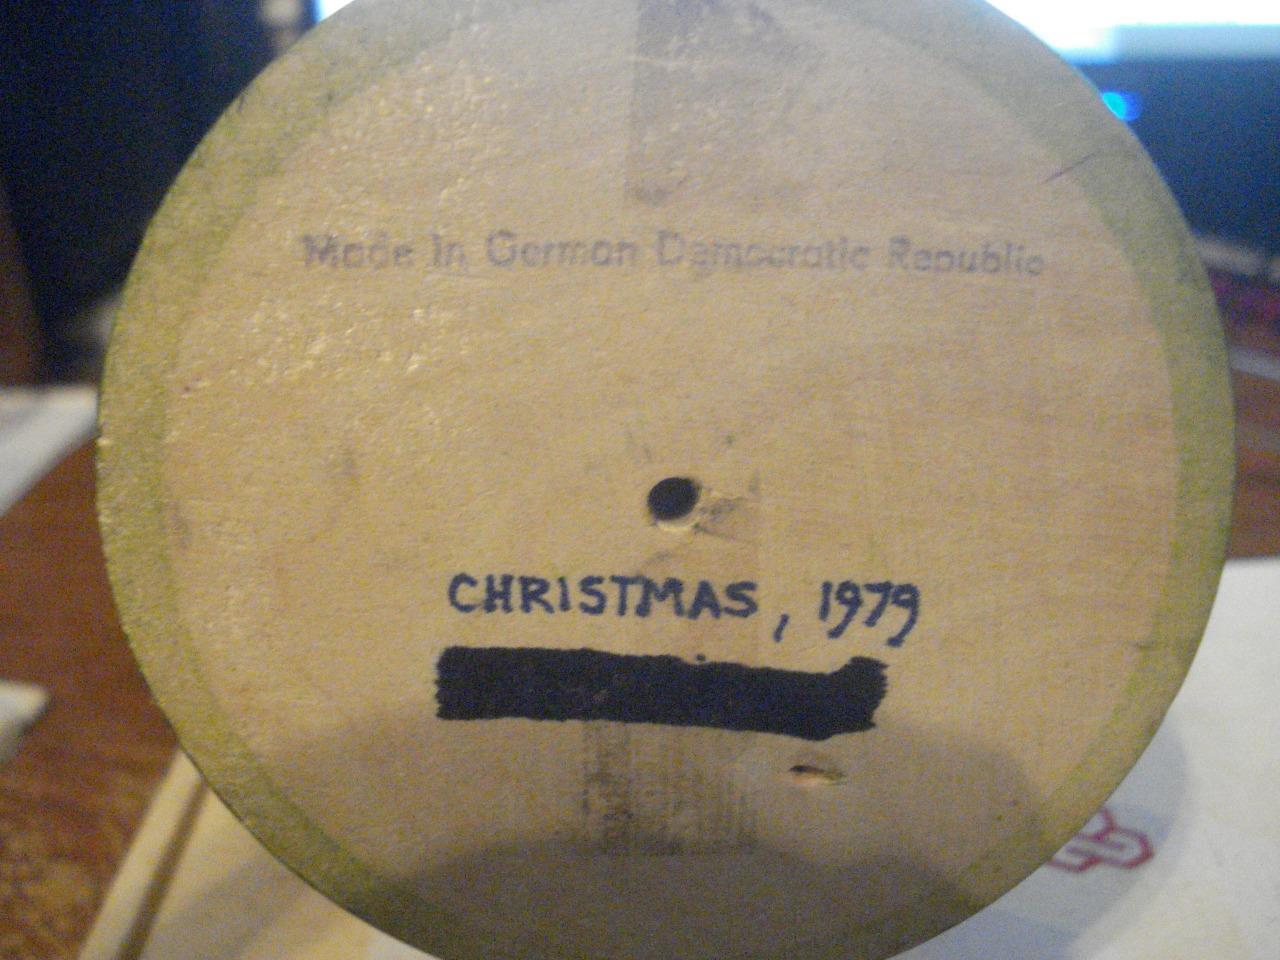 Made in German Democratic Republic
CHRISTMAS, 1979